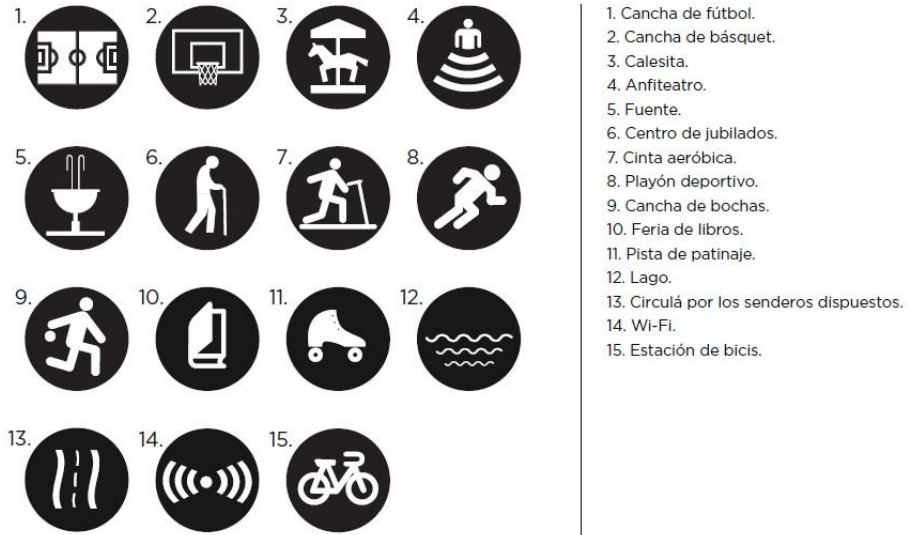 1. 2. 3. 4.
5. 6. 7. 8.
9. 10. 11. 12.
13. 14. 15.
1. Cancha de fútbol.
2. Cancha de básquet.
3. Calesita.
4. Anfiteatro.
5. Fuente.
6. Centro de jubilados.
7. Cinta aeróbica.
8. Playón deportivo.
9. Cancha de bochas.
10. Feria de libros.
11. Pista de patinaje.
12. Lago.
13. Circulá por los senderos dispuestos.
14. Wi-Fi.
15. Estación de bicis.